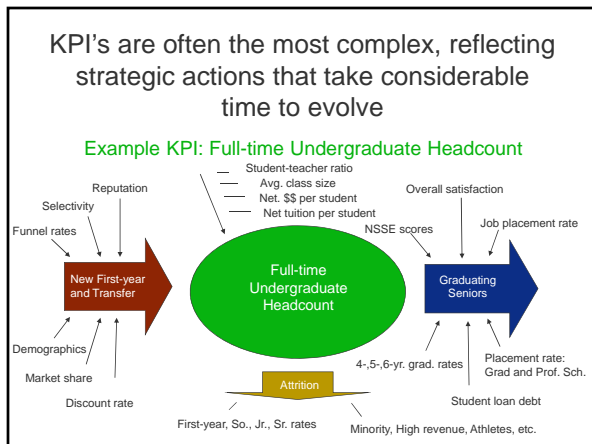 KPI's are often the most complex, reflecting
strategic actions that take considerable
time to evolve
Example KPI: Full-time Undergraduate Headcount
Student-teacher ratio
Avg. class size
Net. $$ per student
Net tuition per student
Reputation
Selectivity
Funnel rates
New First-year
and Transfer
Demographics
Market share
Discount rate
Full-time
Undergraduate
Headcount
Attrition
First-year, So., Jr., Sr. rates
Minority, High revenue, Athletes, etc.
Overall satisfaction
NSSE scores
Job placement rate
Graduating
Seniors
4-,5-,6-yr. grad. rates
Placement rate:
Grad and Prof. Sch.
Student loan debt